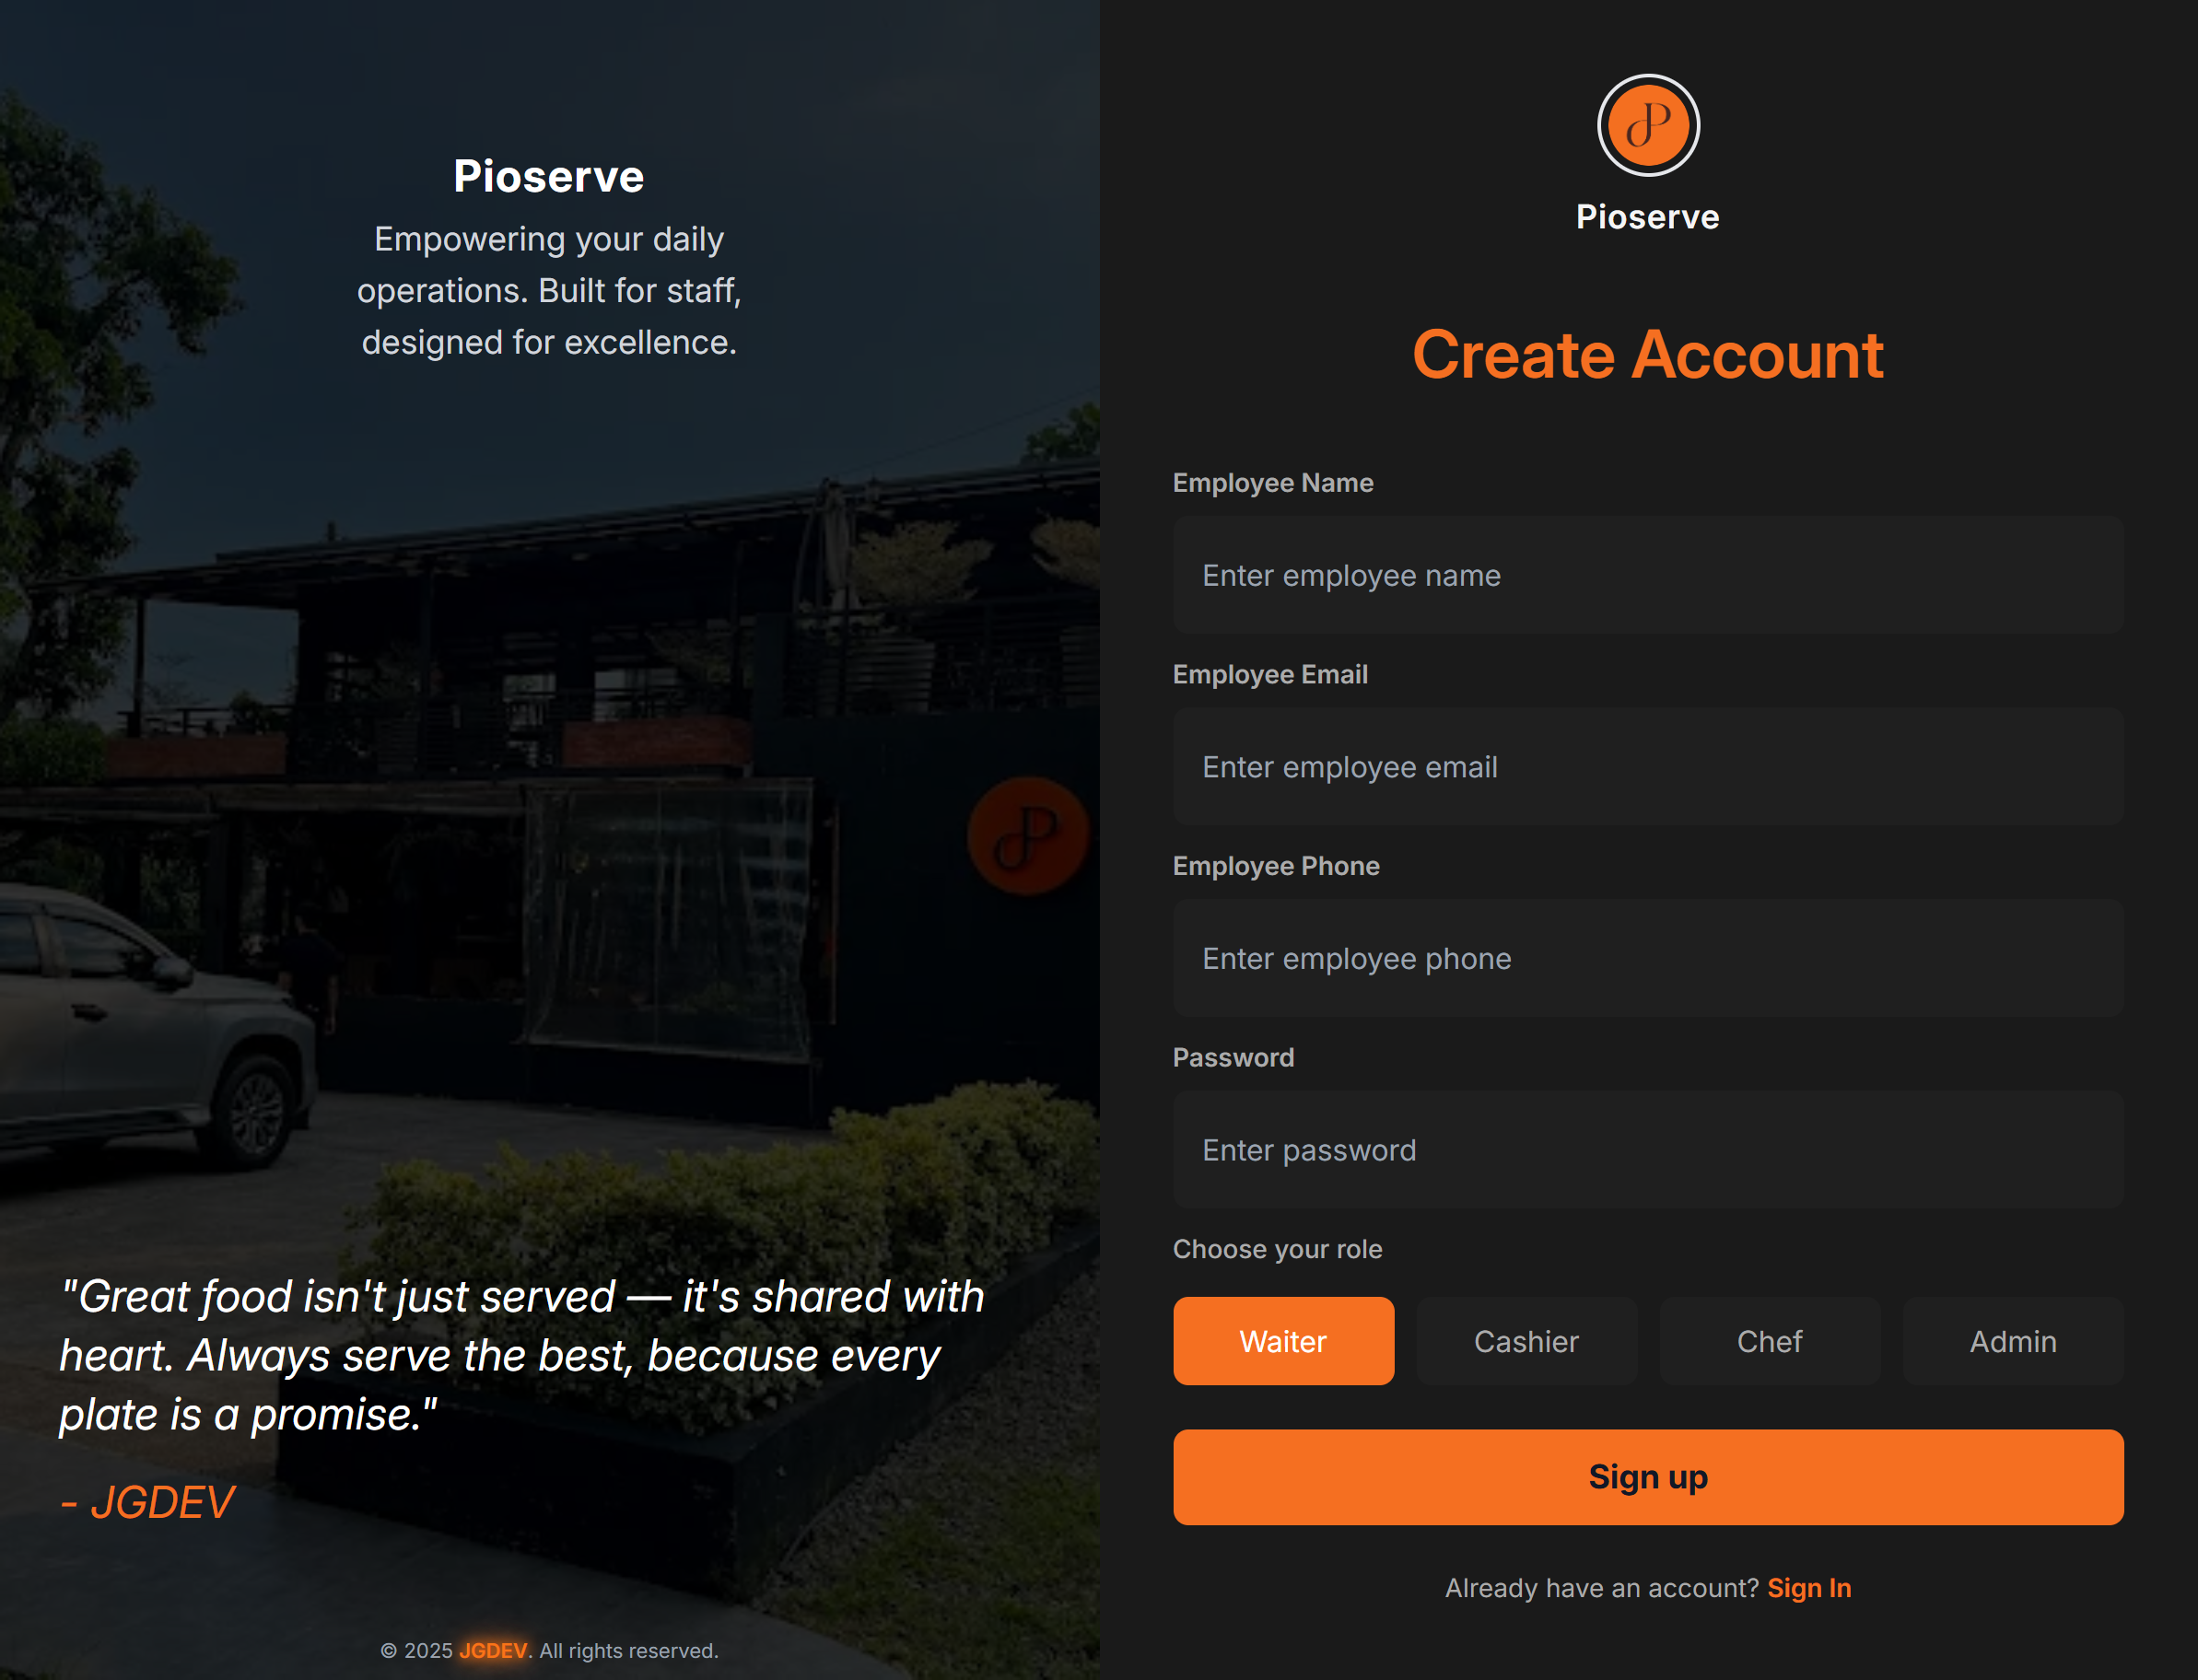 Pioserve
Empowering your daily
operations. Built for staff,
designed for excellence.
"Great food isn't just served — it's shared with
heart. Always serve the best, because every
plate is a promise."
- JGDEV
© 2025 JGDEV. All rights reserved.
Pioserve
Create Account
Employee Name
Enter employee name
Employee Email
Enter employee email
Employee Phone
Enter employee phone
Password
Enter password
Choose your role
Waiter Cashier Chef Admin
Sign up
Already have an account? Sign In